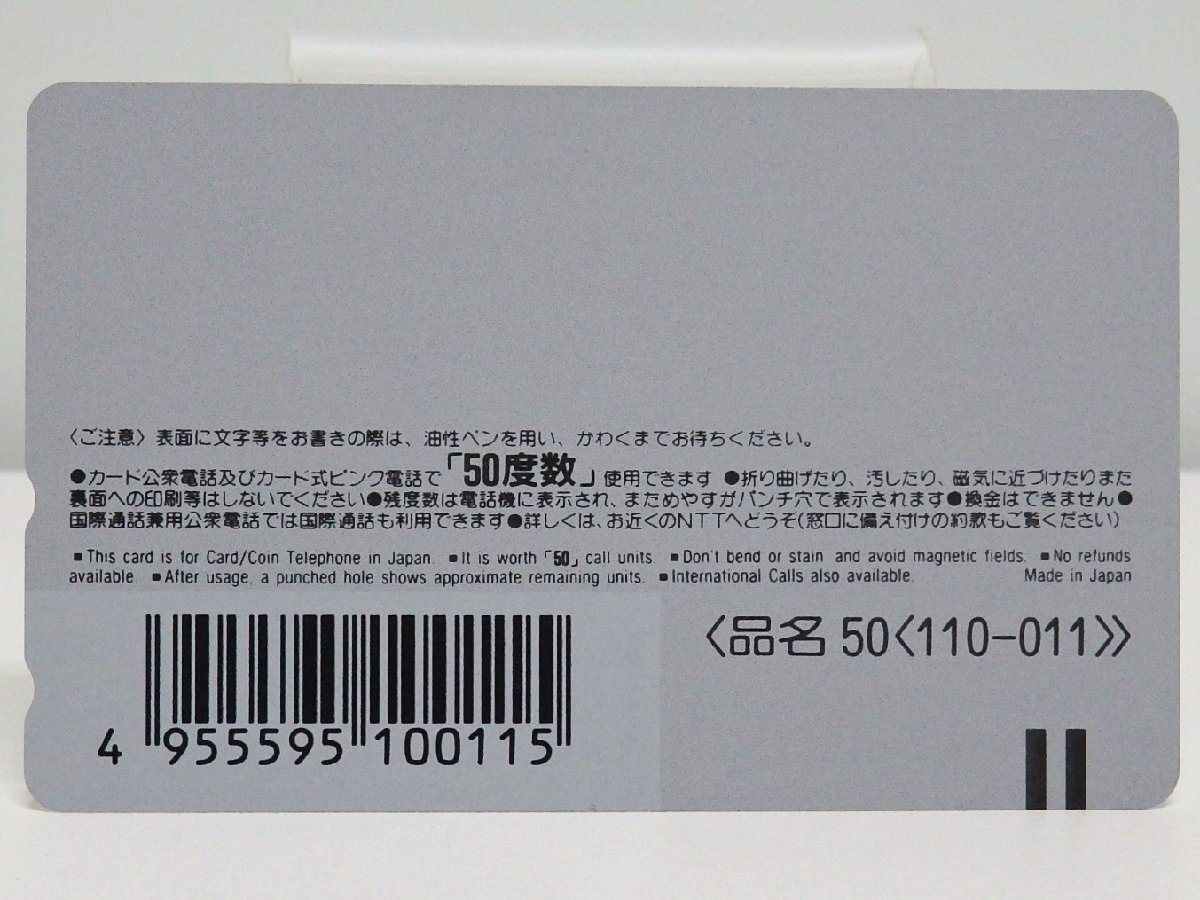 〈ご注意〉表面に文字等をお書きの際は、油性ペンを用い、かわくまでお待ちください。
●カード公衆電話及びカード式ピンク電話で「50度数」使用できます ●折り曲げたり、汚したり、磁気に近づけたりまた
裏面への印刷等はしないでください●残度数は電話機に表示され、まためやすがパンチ穴で表示されます●換金はできません●
国際通話兼用公衆電話では国際通話も利用できます●詳しくは、お近くのNTTへどうぞ(窓口に備え付けの約款もご覧ください)
■This card is for Card/Coin Telephone in Japan. ■It is worth「50」call units. ■Don't bend or stain and avoid magnetic fields. ■No refunds
available. ■After usage, a punched hole shows approximate remaining units. ■International Calls also available. Made in Japan
〈品名 50〈110-011〉〉
4 955595 100115